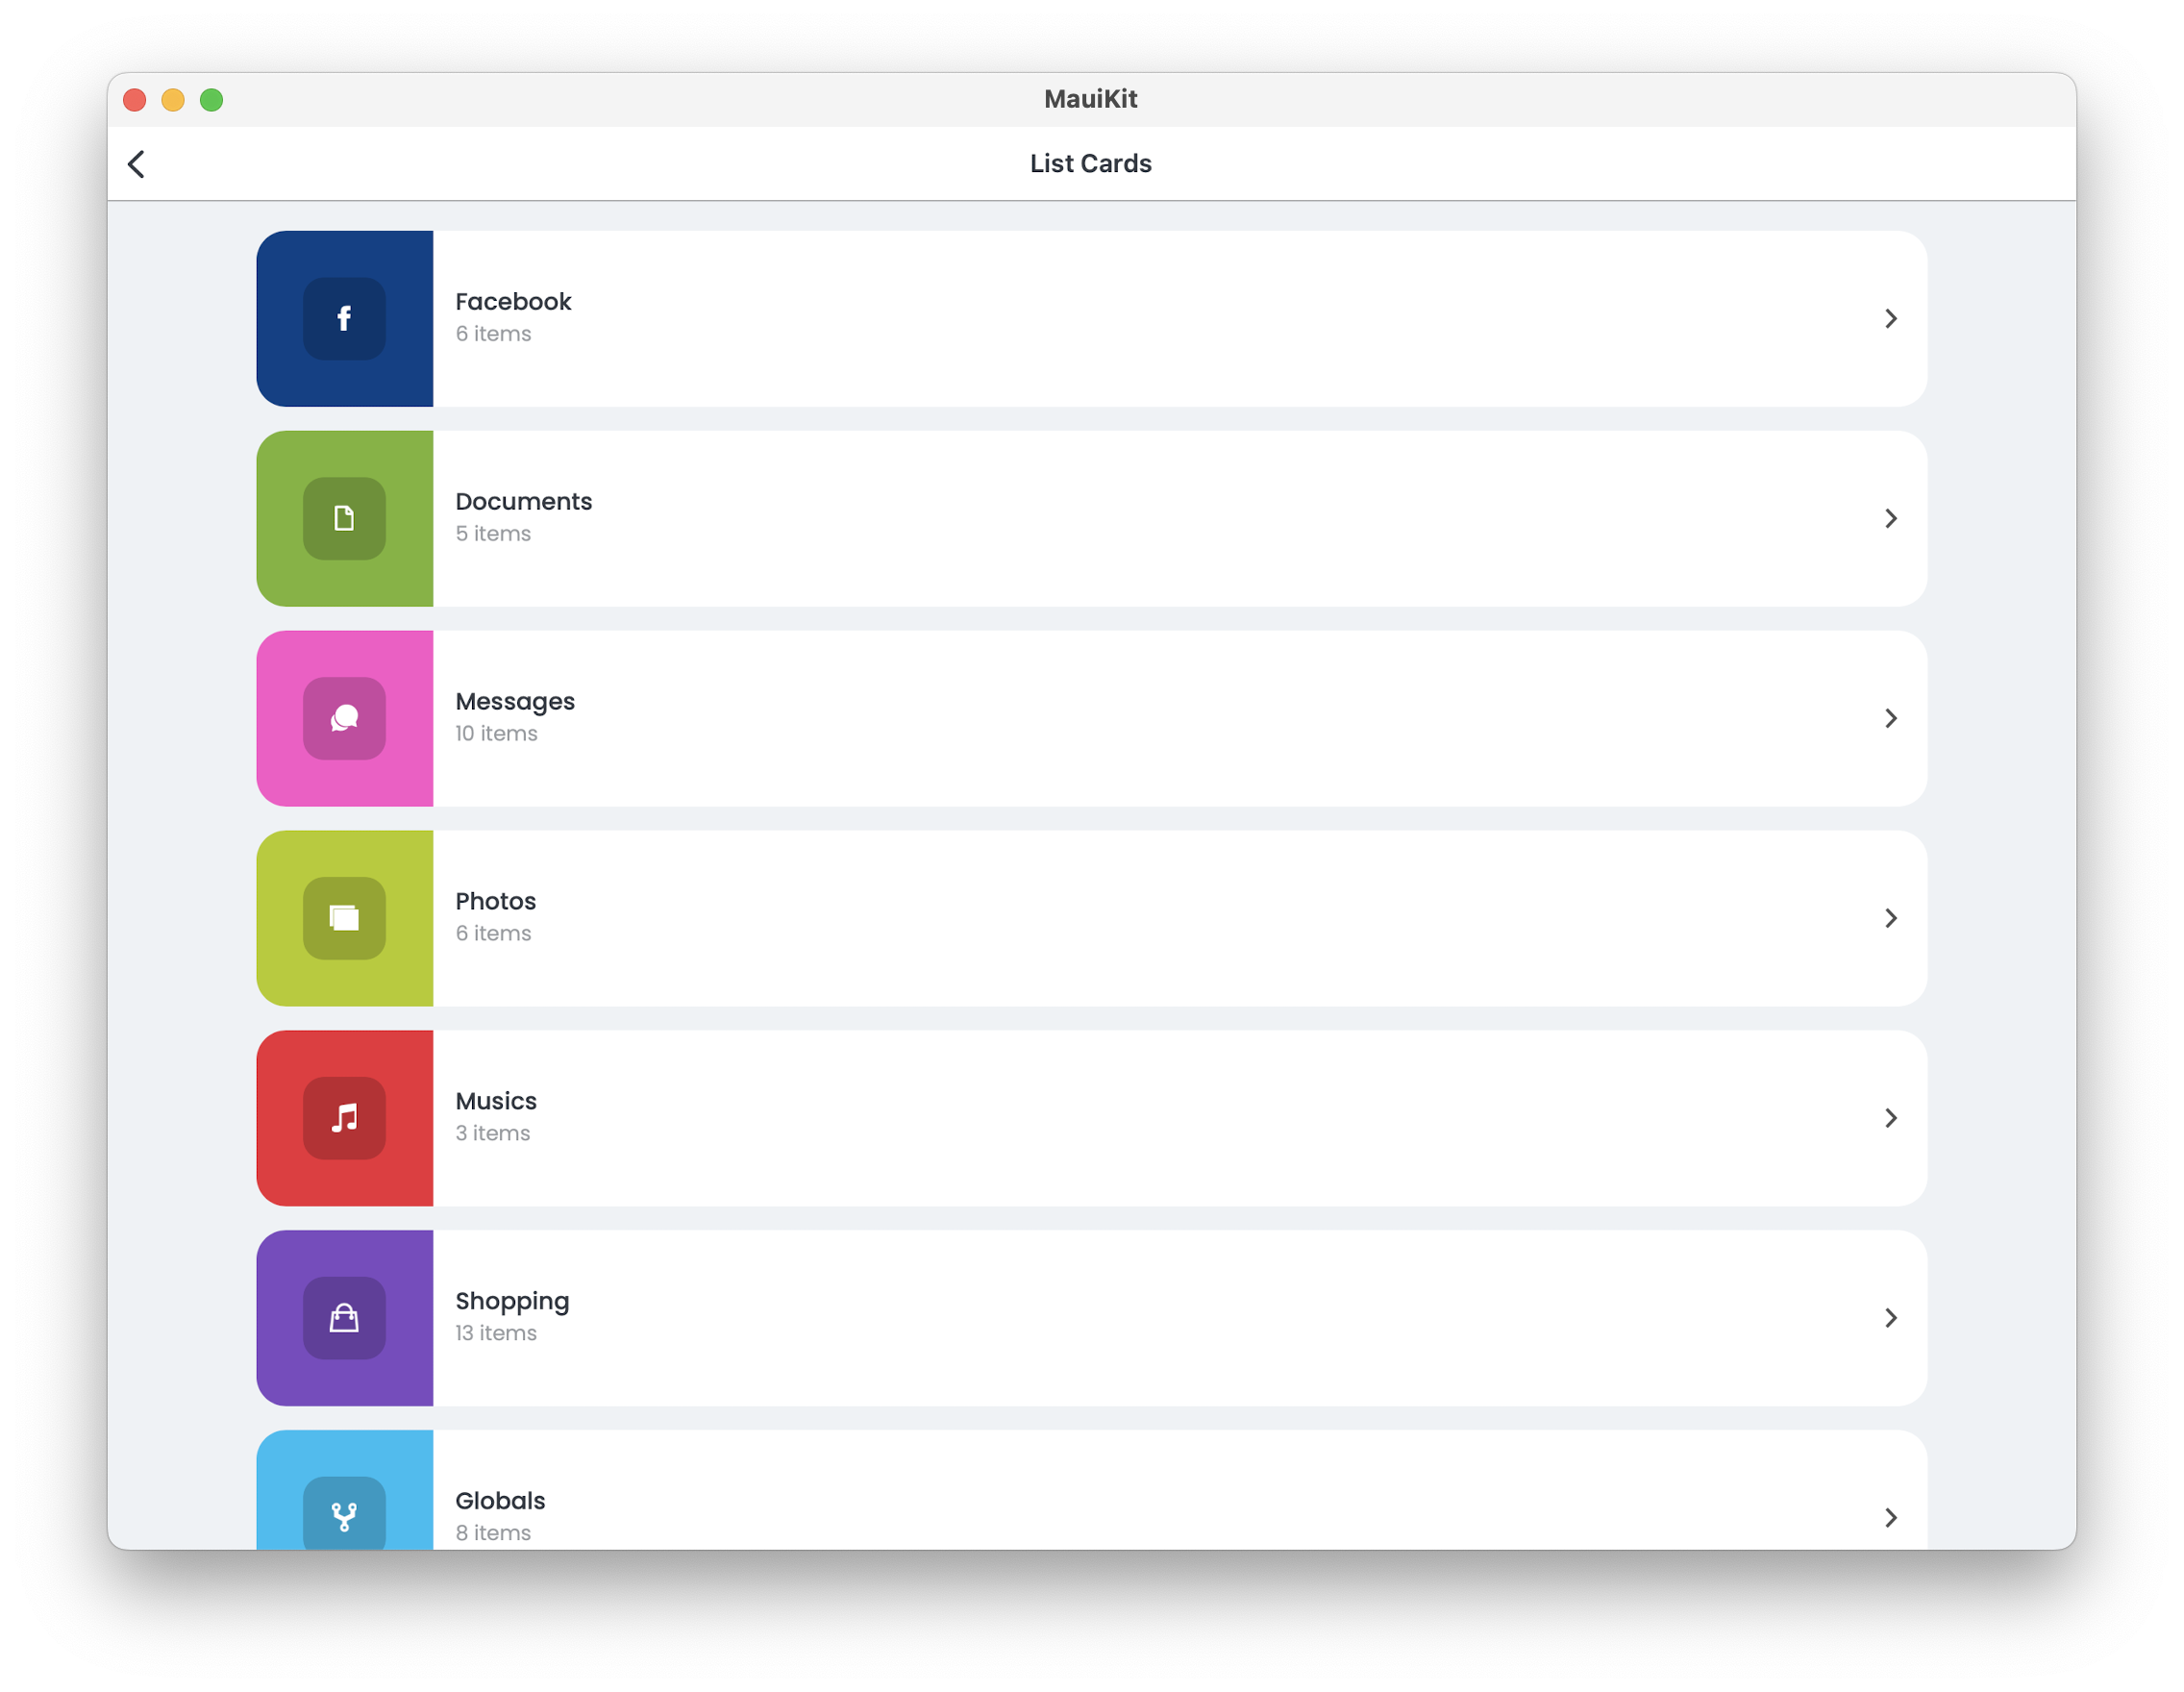 MauiKit
List Cards
Facebook
6 items
Documents
5 items
Messages
10 items
Photos
6 items
Musics
3 items
Shopping
13 items
Globals
8 items